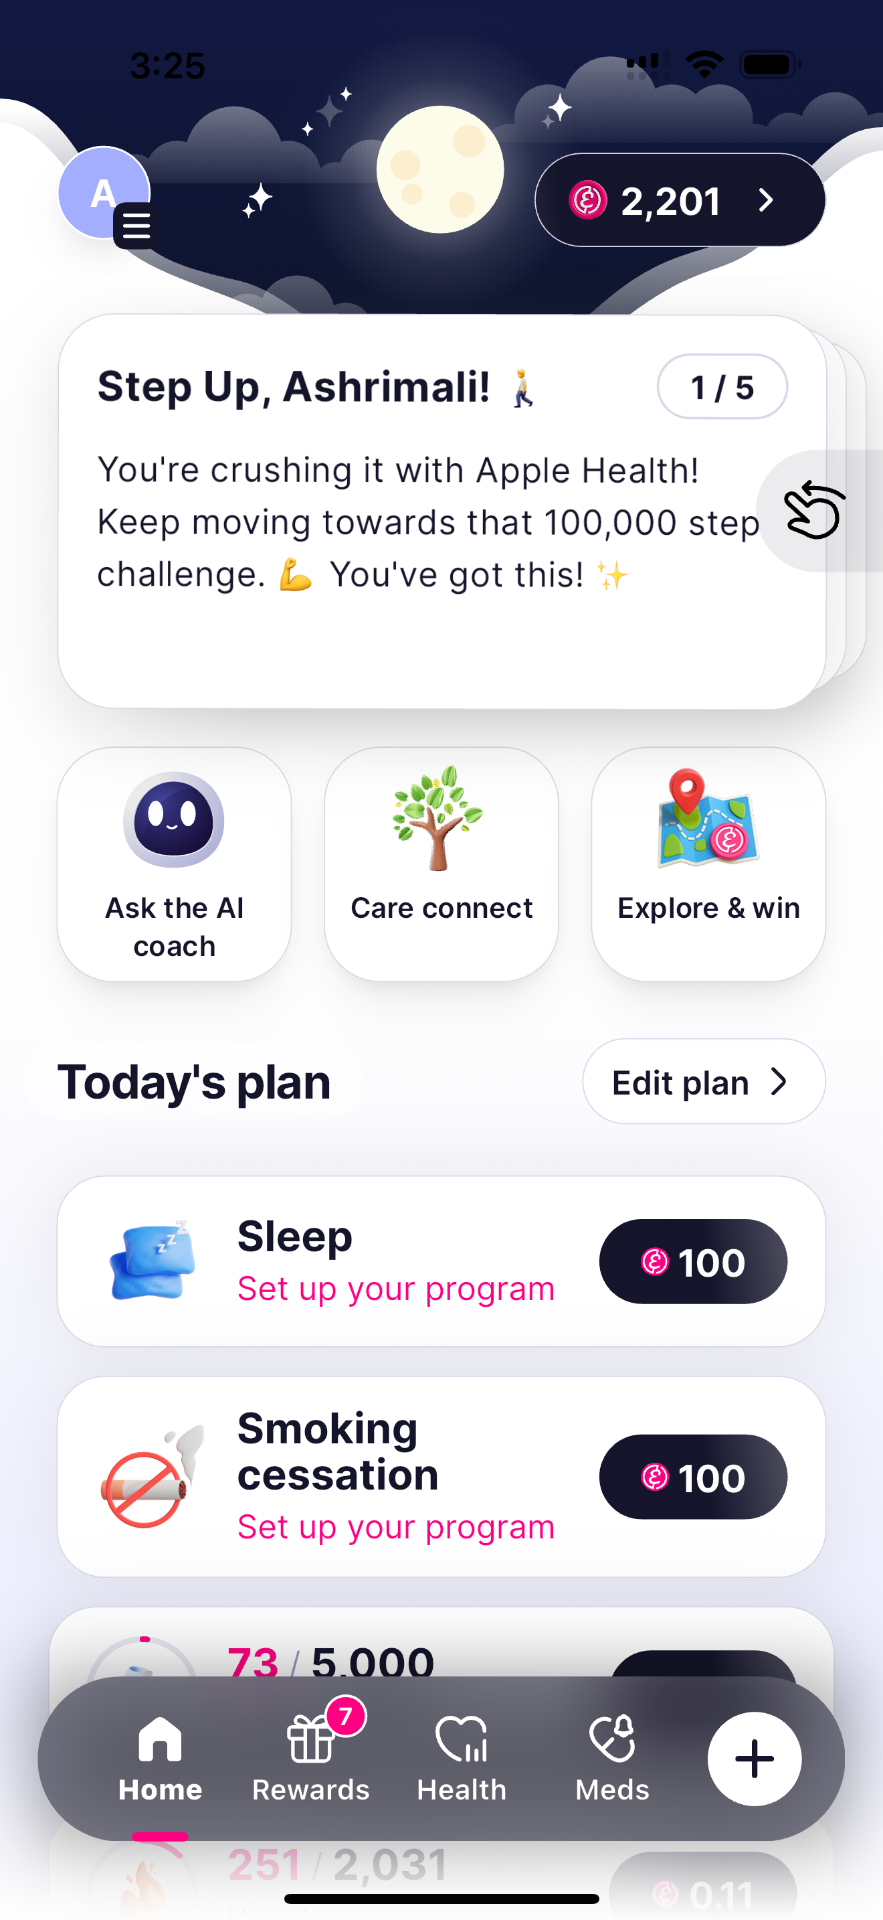 3:25
A
2,201
Step Up, Ashrimali! 🚶
1 / 5
You're crushing it with Apple Health!
Keep moving towards that 100,000 step
challenge. 💪 You've got this! ✨
Ask the AI
coach
Care connect
Explore & win
Today's plan
Edit plan
Sleep
Set up your program
100
Smoking
cessation
Set up your program
100
73 / 5,000
7
Home
Rewards
Health
Meds
251 / 2,031
0.11